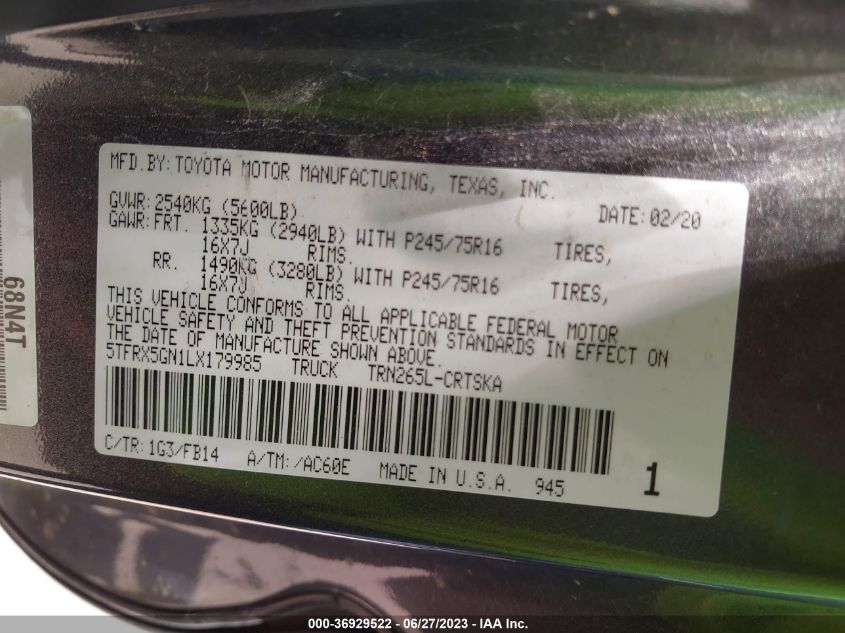 MFD.BY:TOYOTA MOTOR MANUFACTURING, TEXAS, INC.
GVWR:2540KG (5600LB) DATE:02/20
GAWR:FRT. 1335KG (2940LB) WITH P245/75R16 TIRES,
16X7J RIMS.
RR. 1490KG (3280LB) WITH P245/75R16 TIRES,
16X7J RIMS.
THIS VEHICLE CONFORMS TO ALL APPLICABLE FEDERAL MOTOR
VEHICLE SAFETY AND THEFT PREVENTION STANDARDS IN EFFECT ON
THE DATE OF MANUFACTURE SHOWN ABOVE.
5TFRX5GN1LX179985 TRUCK TRN265L-CRTSKA
C/TR:1G3/FB14 A/TM:/AC60E MADE IN U.S.A. 945 1
68N4T
000-36929522 - 06/27/2023 - IAA Inc.